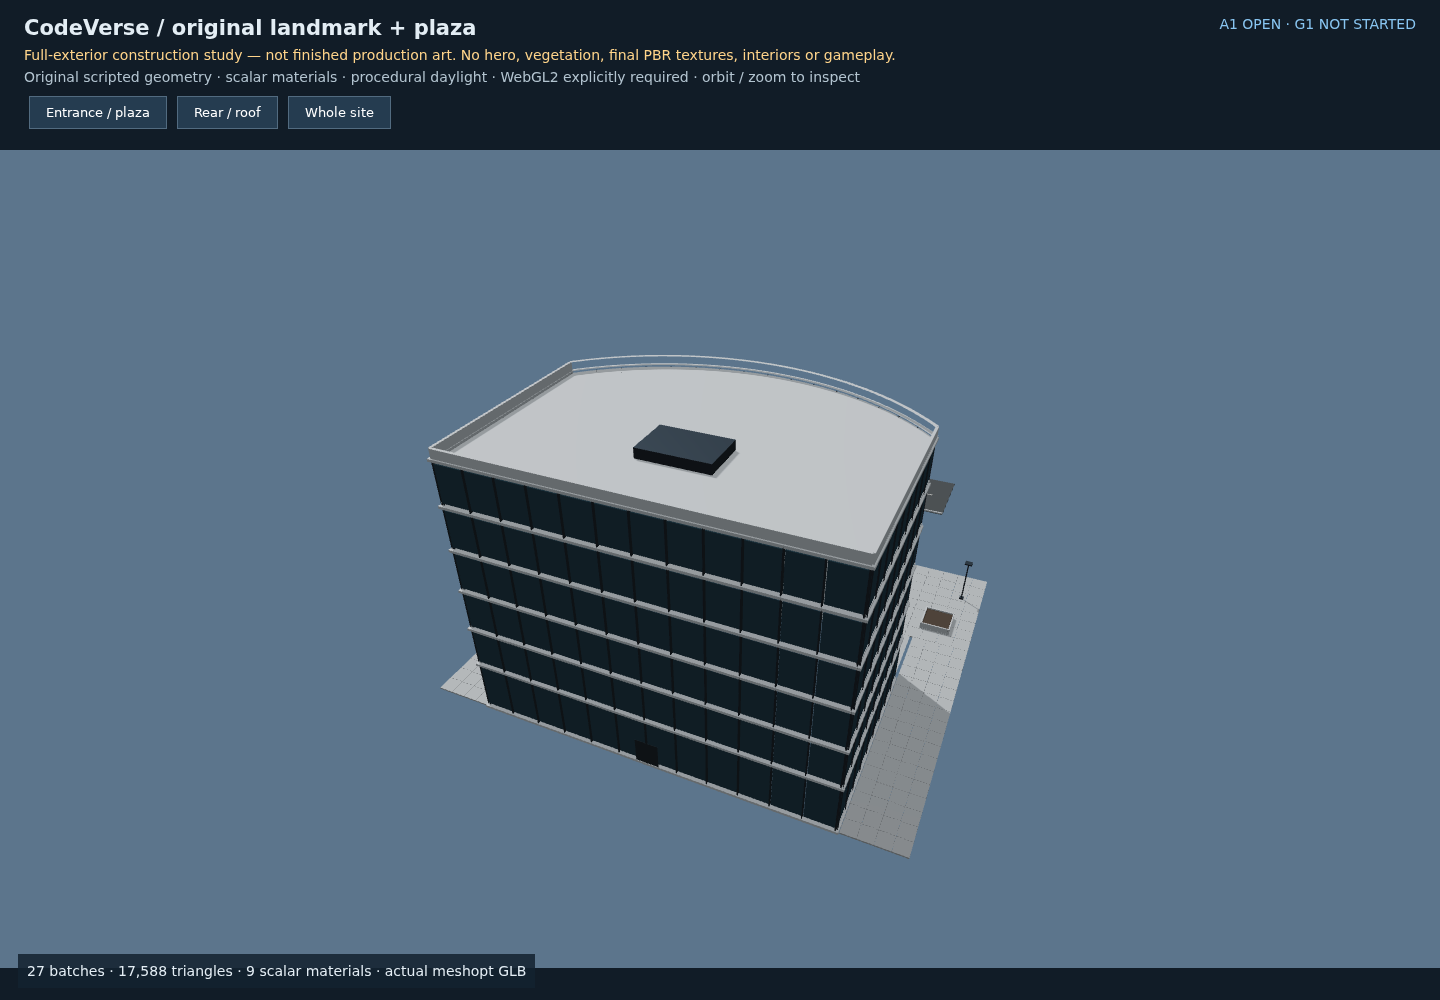 CodeVerse / original landmark + plaza
A1 OPEN · G1 NOT STARTED
Full-exterior construction study — not finished production art. No hero, vegetation, final PBR textures, interiors or gameplay.
Original scripted geometry · scalar materials · procedural daylight · WebGL2 explicitly required · orbit / zoom to inspect
Entrance / plaza
Rear / roof
Whole site
27 batches · 17,588 triangles · 9 scalar materials · actual meshopt GLB